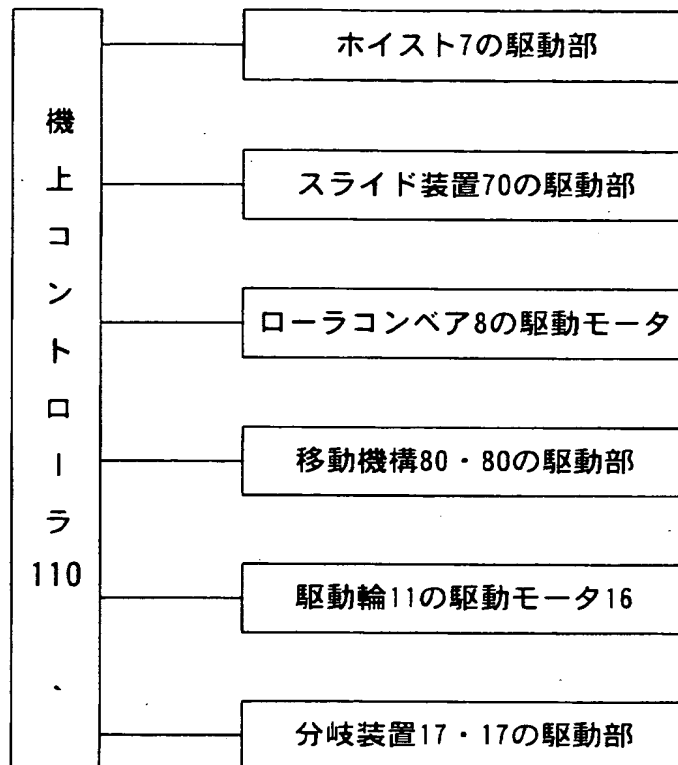 機上コントローラ110
ホイスト7の駆動部
スライド装置70の駆動部
ローラコンベア8の駆動モータ
移動機構80・80の駆動部
駆動輪11の駆動モータ16
分岐装置17・17の駆動部